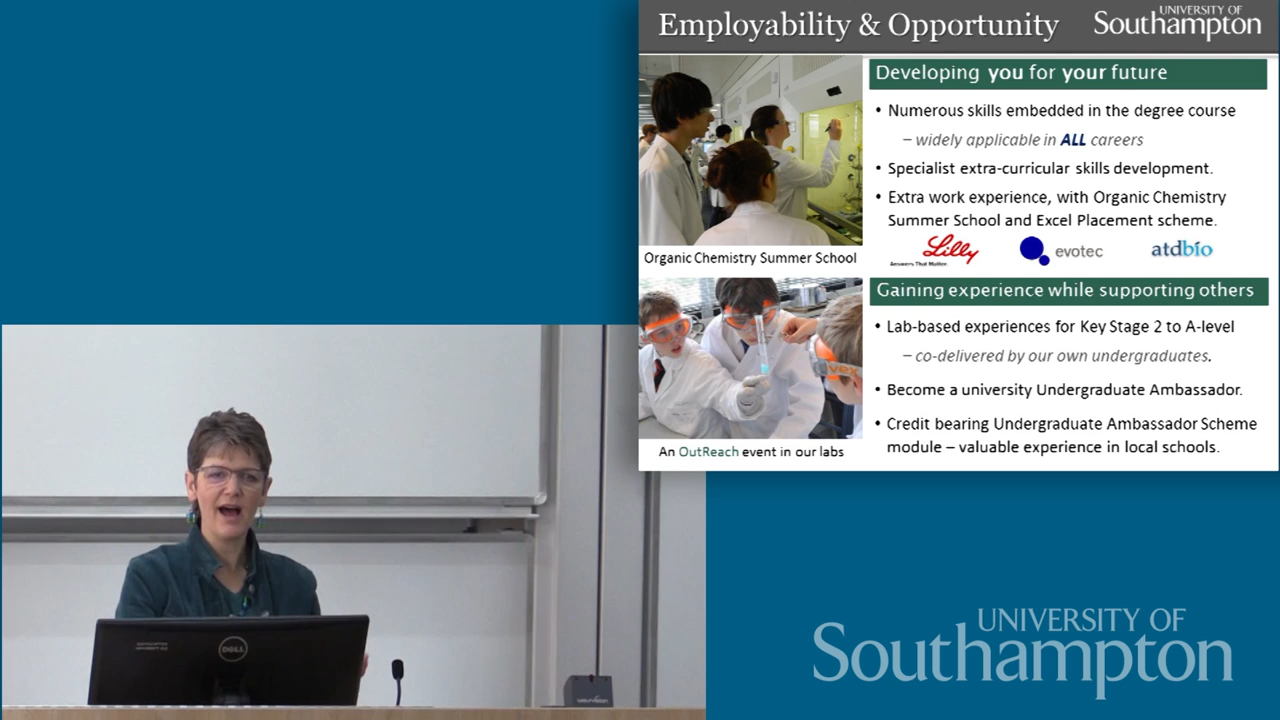 Employability & Opportunity
UNIVERSITY OF
Southampton
Developing you for your future
• Numerous skills embedded in the degree course
– widely applicable in ALL careers
• Specialist extra-curricular skills development.
• Extra work experience, with Organic Chemistry
Summer School and Excel Placement scheme.
Lilly
Answers That Matter.
evotec
atdbio
Organic Chemistry Summer School
Gaining experience while supporting others
• Lab-based experiences for Key Stage 2 to A-level
– co-delivered by our own undergraduates.
• Become a university Undergraduate Ambassador.
• Credit bearing Undergraduate Ambassador Scheme
module – valuable experience in local schools.
vex
An OutReach event in our labs
DELL
UNIVERSITY OF
Southampton